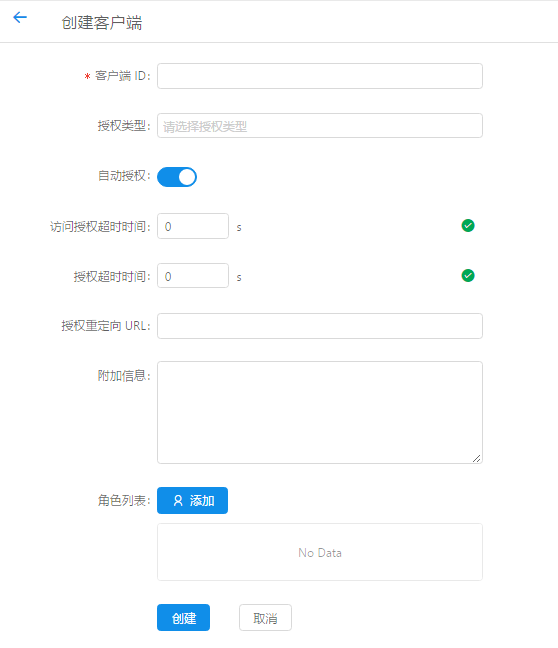 创建客户端
* 客户端 ID:
授权类型: 请选择授权类型
自动授权:
访问授权超时时间: 0 s
授权超时时间: 0 s
授权重定向 URL:
附加信息:
角色列表: 添加
No Data
创建 取消